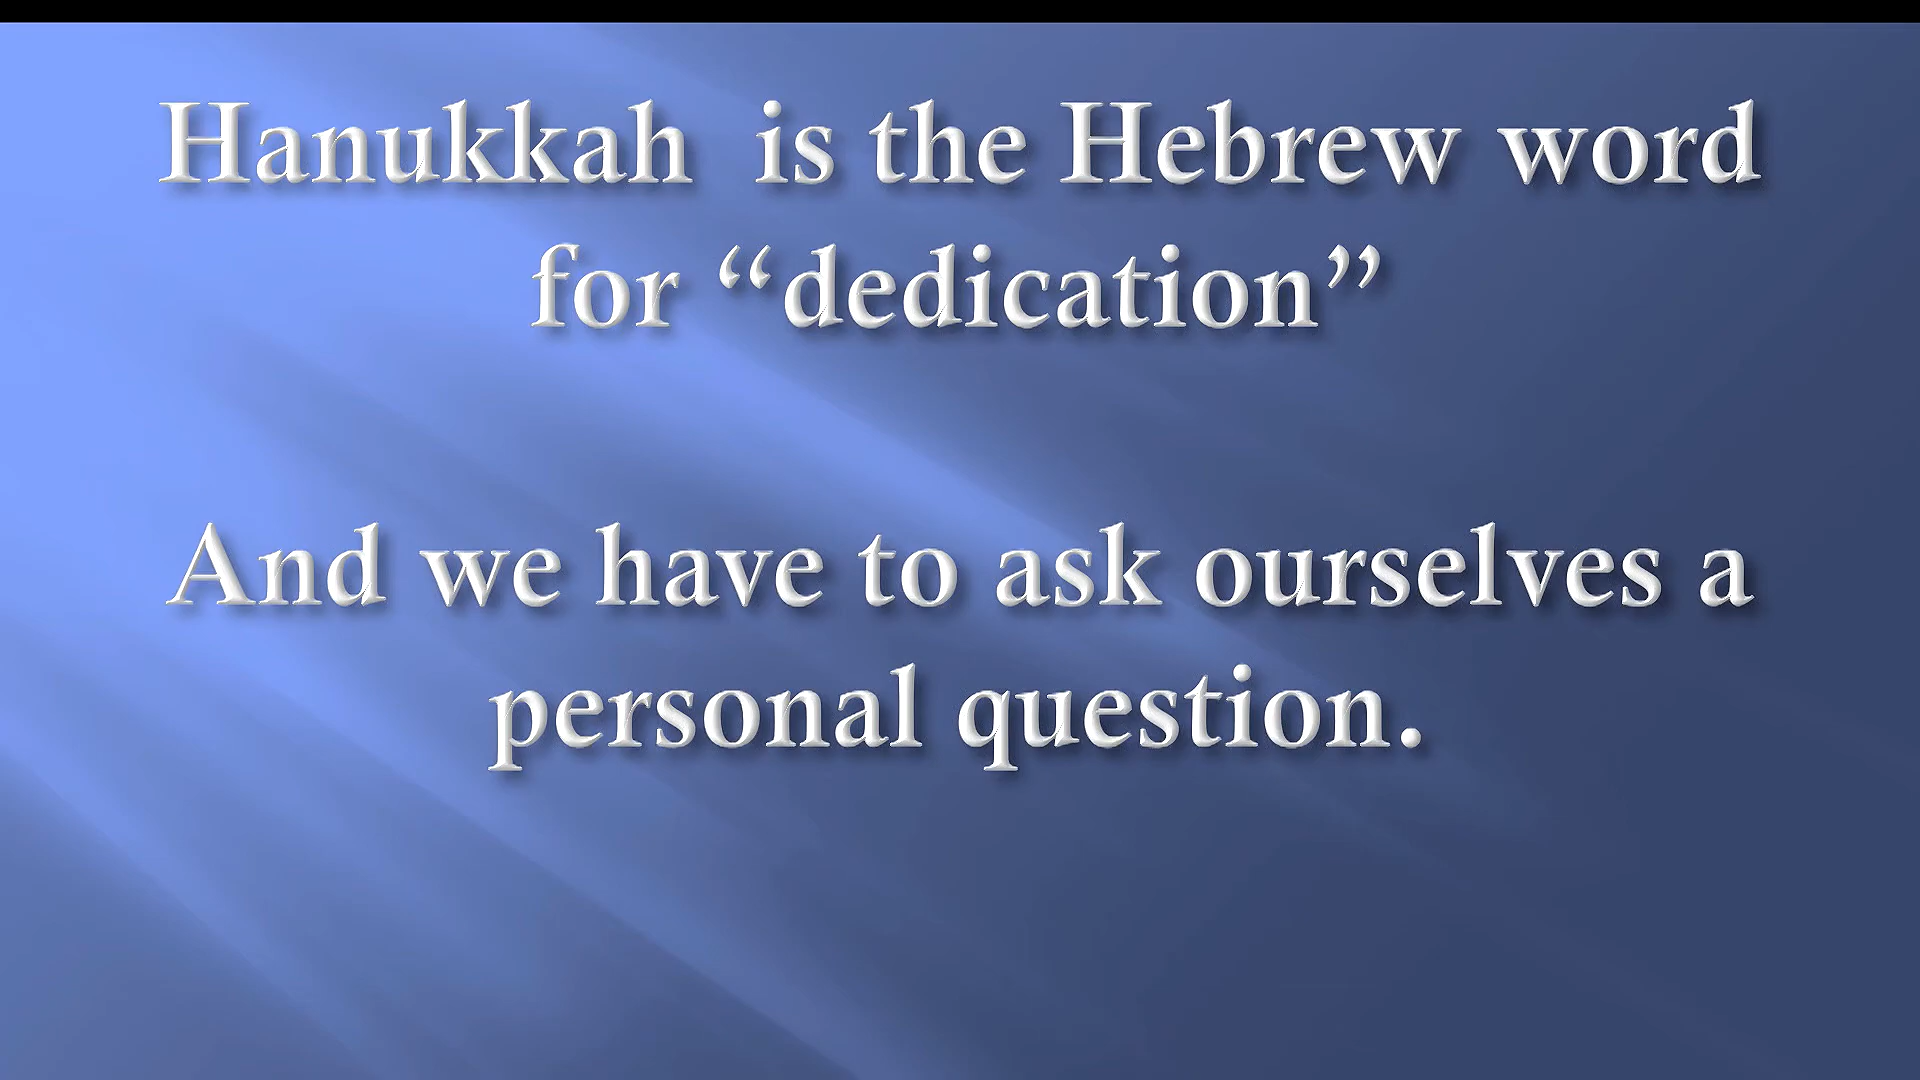 Hanukkah  is the Hebrew word
for “dedication”
And we have to ask ourselves a
personal question.